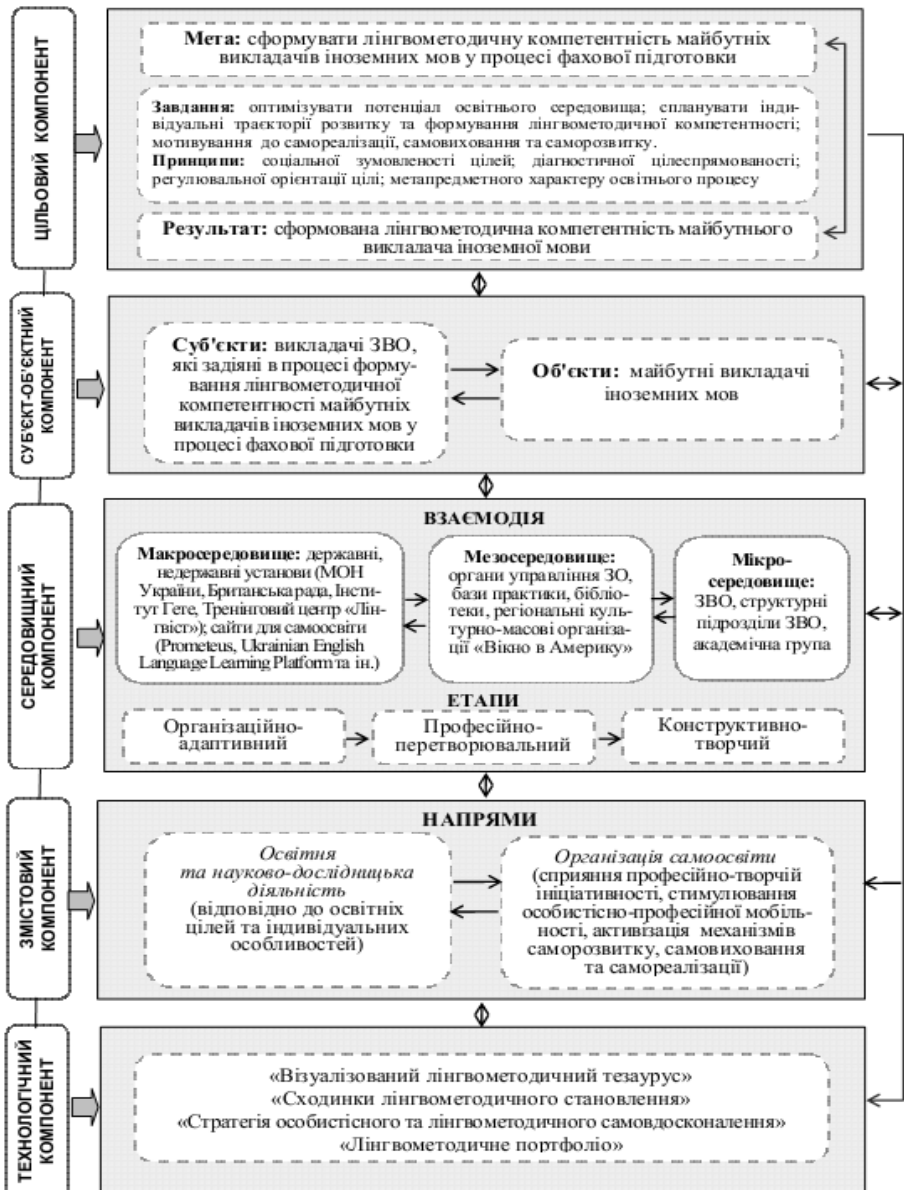 ЦІЛЬОВИЙ КОМПОНЕНТ
Мета: сформувати лінгвометодичну компетентність майбутніх
викладачів іноземних мов у процесі фахової підготовки
Завдання: оптимізувати потенціал освітнього середовища; спланувати інди-
відуальні траєкторії розвитку та формування лінгвометодичної компетентності;
мотивування до самореалізації, самовиховання та саморозвитку.
Принципи: соціальної зумовленості цілей; діагностичної цілеспрямованості;
регулювальної орієнтації цілі; метапредметного характеру освітнього процесу
Результат: сформована лінгвометодична компетентність майбутнього
виклалача іноземної мови
СУБ'ЄКТ-ОБ'ЄКТНИЙ
КОМПОНЕНТ
Суб'єкти: викладачі ЗВО,
які задіяні в процесі форму-
вання лінгвометодичної
компетентності майбутніх
викладачів іноземних мов у
процесі фахової підготовки
Об'єкти: майбутні викладачі
іноземних мов
СЕРЕДОВИЩНИЙ
КОМПОНЕНТ
ВЗАЄМОДІЯ
Макросередовище: державні,
недержавні установи (МОН
України, Британська рада, Інсти-
тут Гете, Тренінговий центр «Лін-
гвіст»); сайти для самоосвіти
(Prometeus, Ukrainian English
Language Learning Platform та ін.)
Мезосередовище:
органи управління ЗО,
бази практики, бібліо-
теки, регіональні куль-
турно-масові організа-
ції «Вікно в Америку»
Мікро-
середовище:
ЗВО, структурні
підрозділи ЗВО,
академічна група
ЕТАПИ
Організаційно-
адаптивний
Професійно-
перетворювальний
Конструктивно-
творчий
ЗМІСТОВИЙ
КОМПОНЕНТ
НАПРЯМИ
Освітня
та науково-дослідницька
діяльність
(відповідно до освітніх
цілей та індивідуальних
особливостей)
Організація самоосвіти
(сприяння професійно-творчій
ініціативності, стимулювання
особистісно-професійної мобіль-
ності, активізація механізмів
саморозвитку, самовиховання
та самореалізації)
ТЕХНОЛОГІЧНИЙ
КОМПОНЕНТ
«Візуалізований лінгвометодичний тезаурус»
«Сходинки лінгвометодичного становлення»
«Стратегія особистісного та лінгвометодичного самовдосконалення»
«Лінгвометодичне портфоліо»